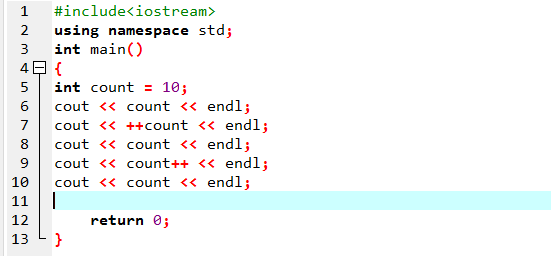 1 #include<iostream>
2 using namespace std;
3 int main()
4 {
5 int count = 10;
6 cout << count << endl;
7 cout << ++count << endl;
8 cout << count << endl;
9 cout << count++ << endl;
10 cout << count << endl;
11
12 return 0;
13 }